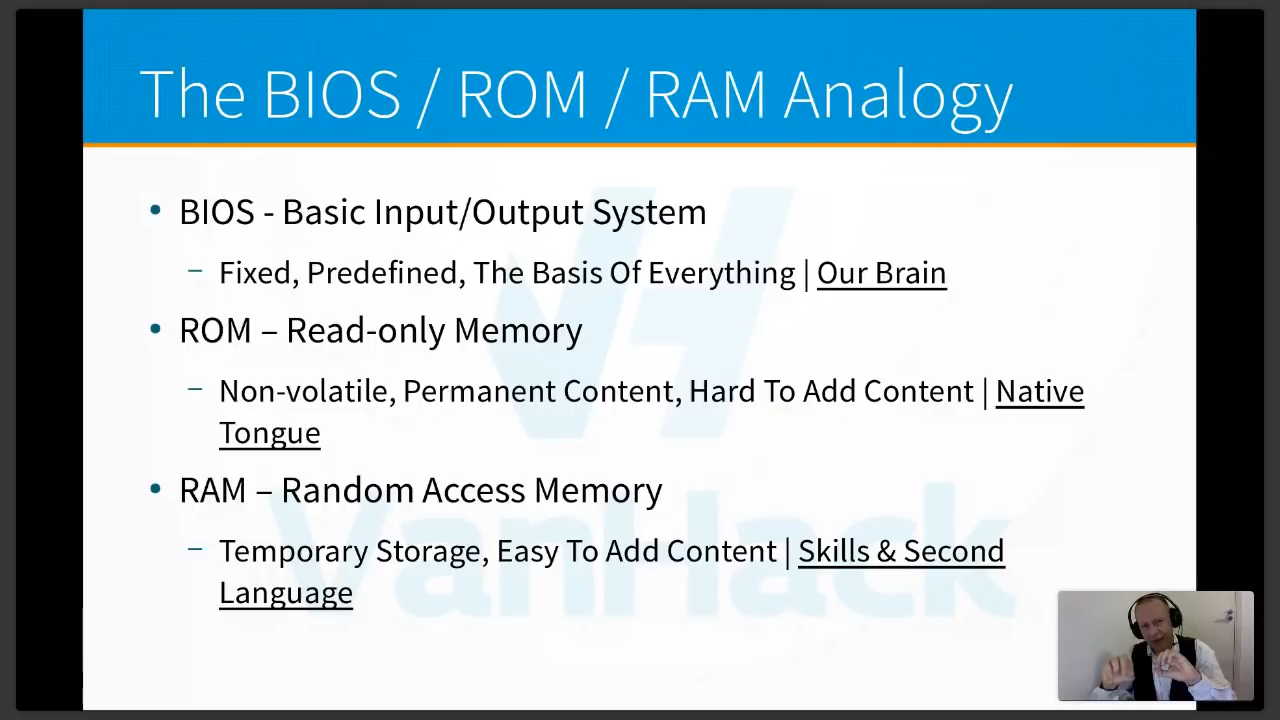 The BIOS / ROM / RAM Analogy
• BIOS - Basic Input/Output System
– Fixed, Predefined, The Basis Of Everything | Our Brain
• ROM – Read-only Memory
– Non-volatile, Permanent Content, Hard To Add Content | Native
Tongue
• RAM – Random Access Memory
– Temporary Storage, Easy To Add Content | Skills & Second
Language
VanHack